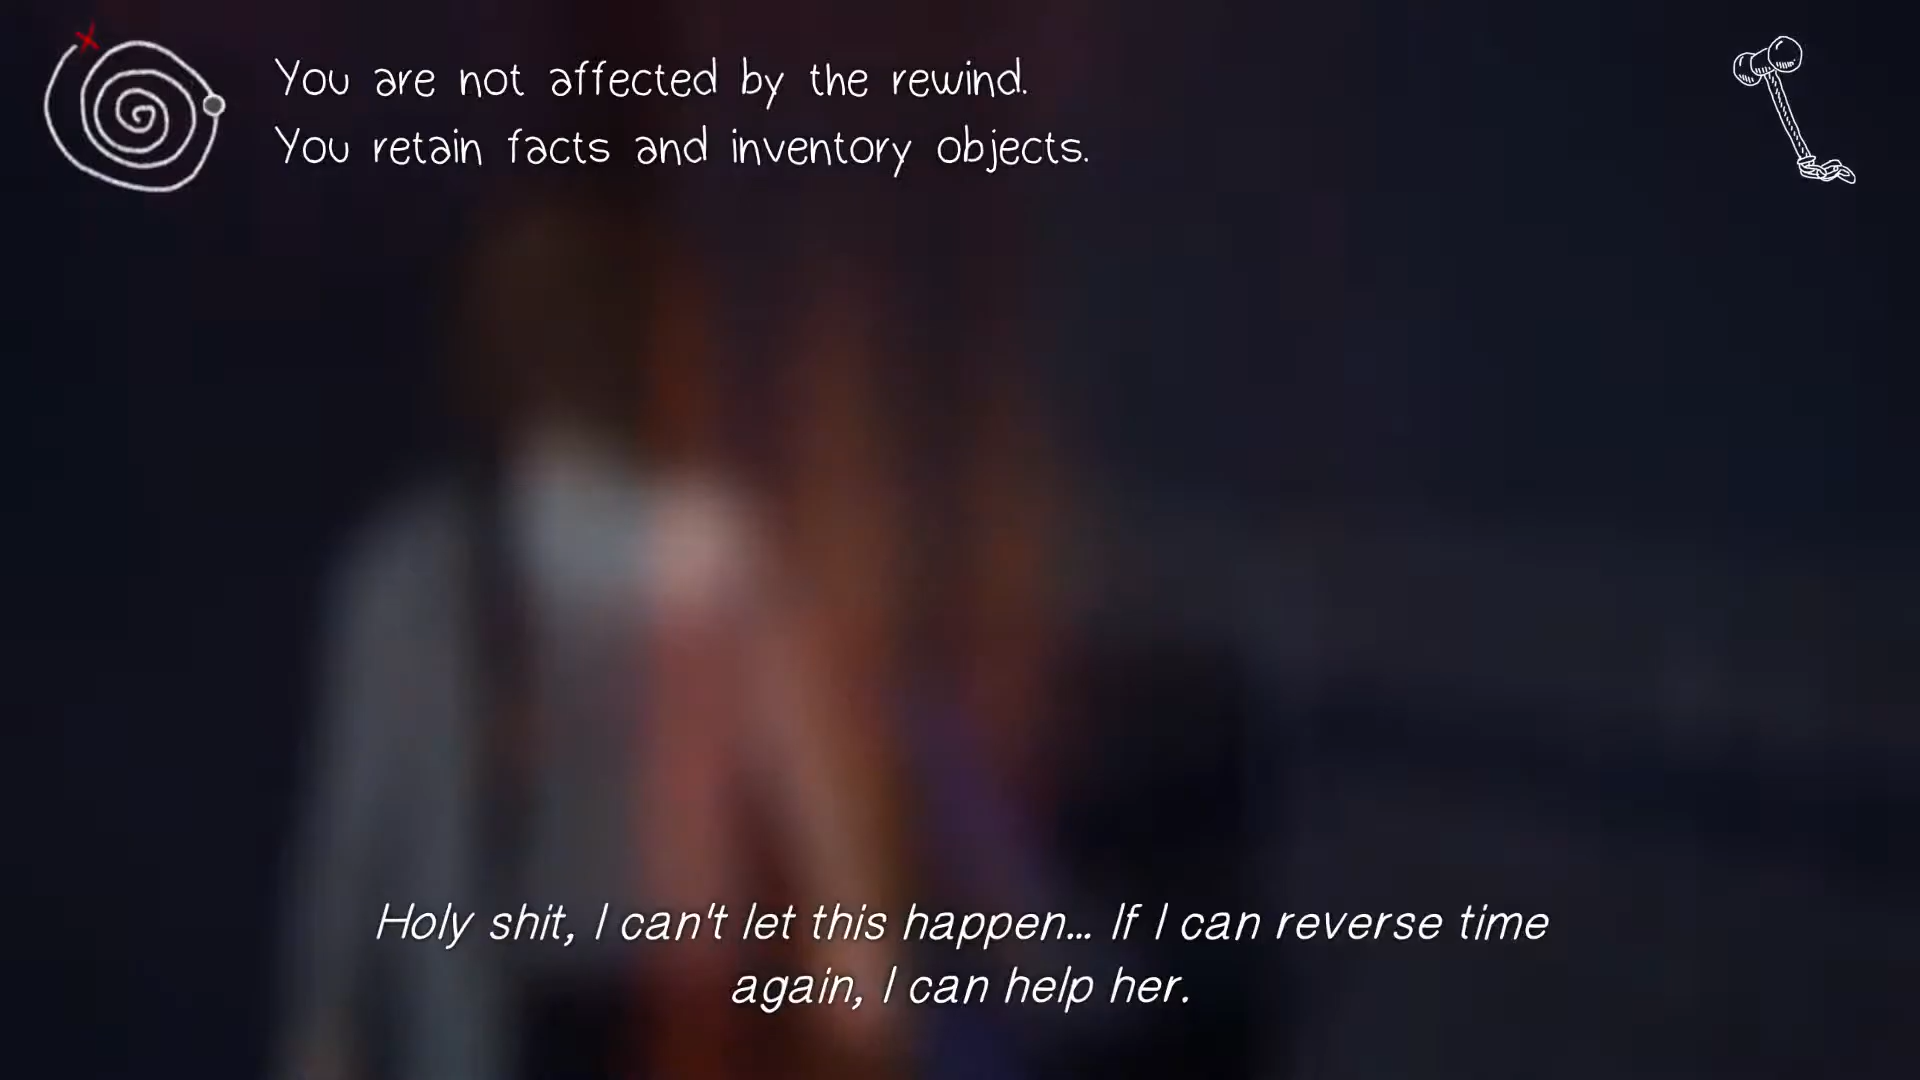 You are not affected by the rewind.
You retain facts and inventory objects.
Holy shit, I can't let this happen... If I can reverse time
again, I can help her.